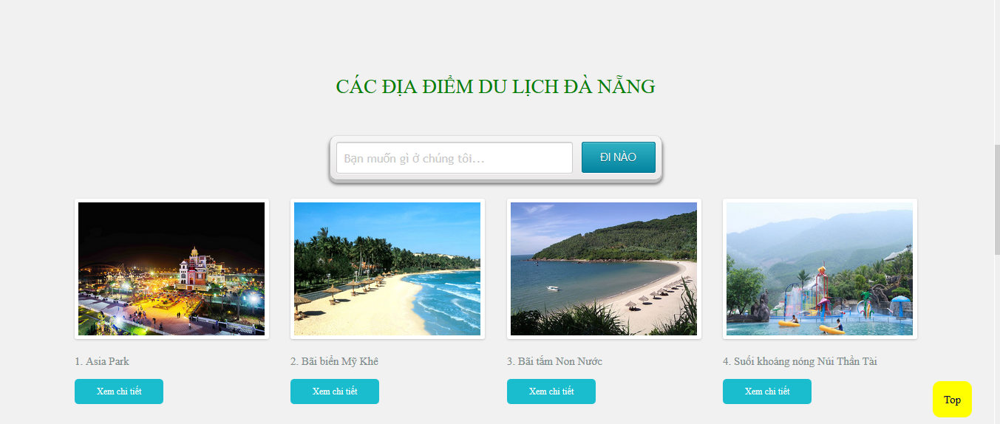 CÁC ĐỊA ĐIỂM DU LỊCH ĐÀ NẴNG
Bạn muốn gì ở chúng tôi...
ĐI NÀO
1. Asia Park
2. Bãi biển Mỹ Khê
3. Bãi tắm Non Nước
4. Suối khoáng nóng Núi Thần Tài
Xem chi tiết
Xem chi tiết
Xem chi tiết
Xem chi tiết
Top